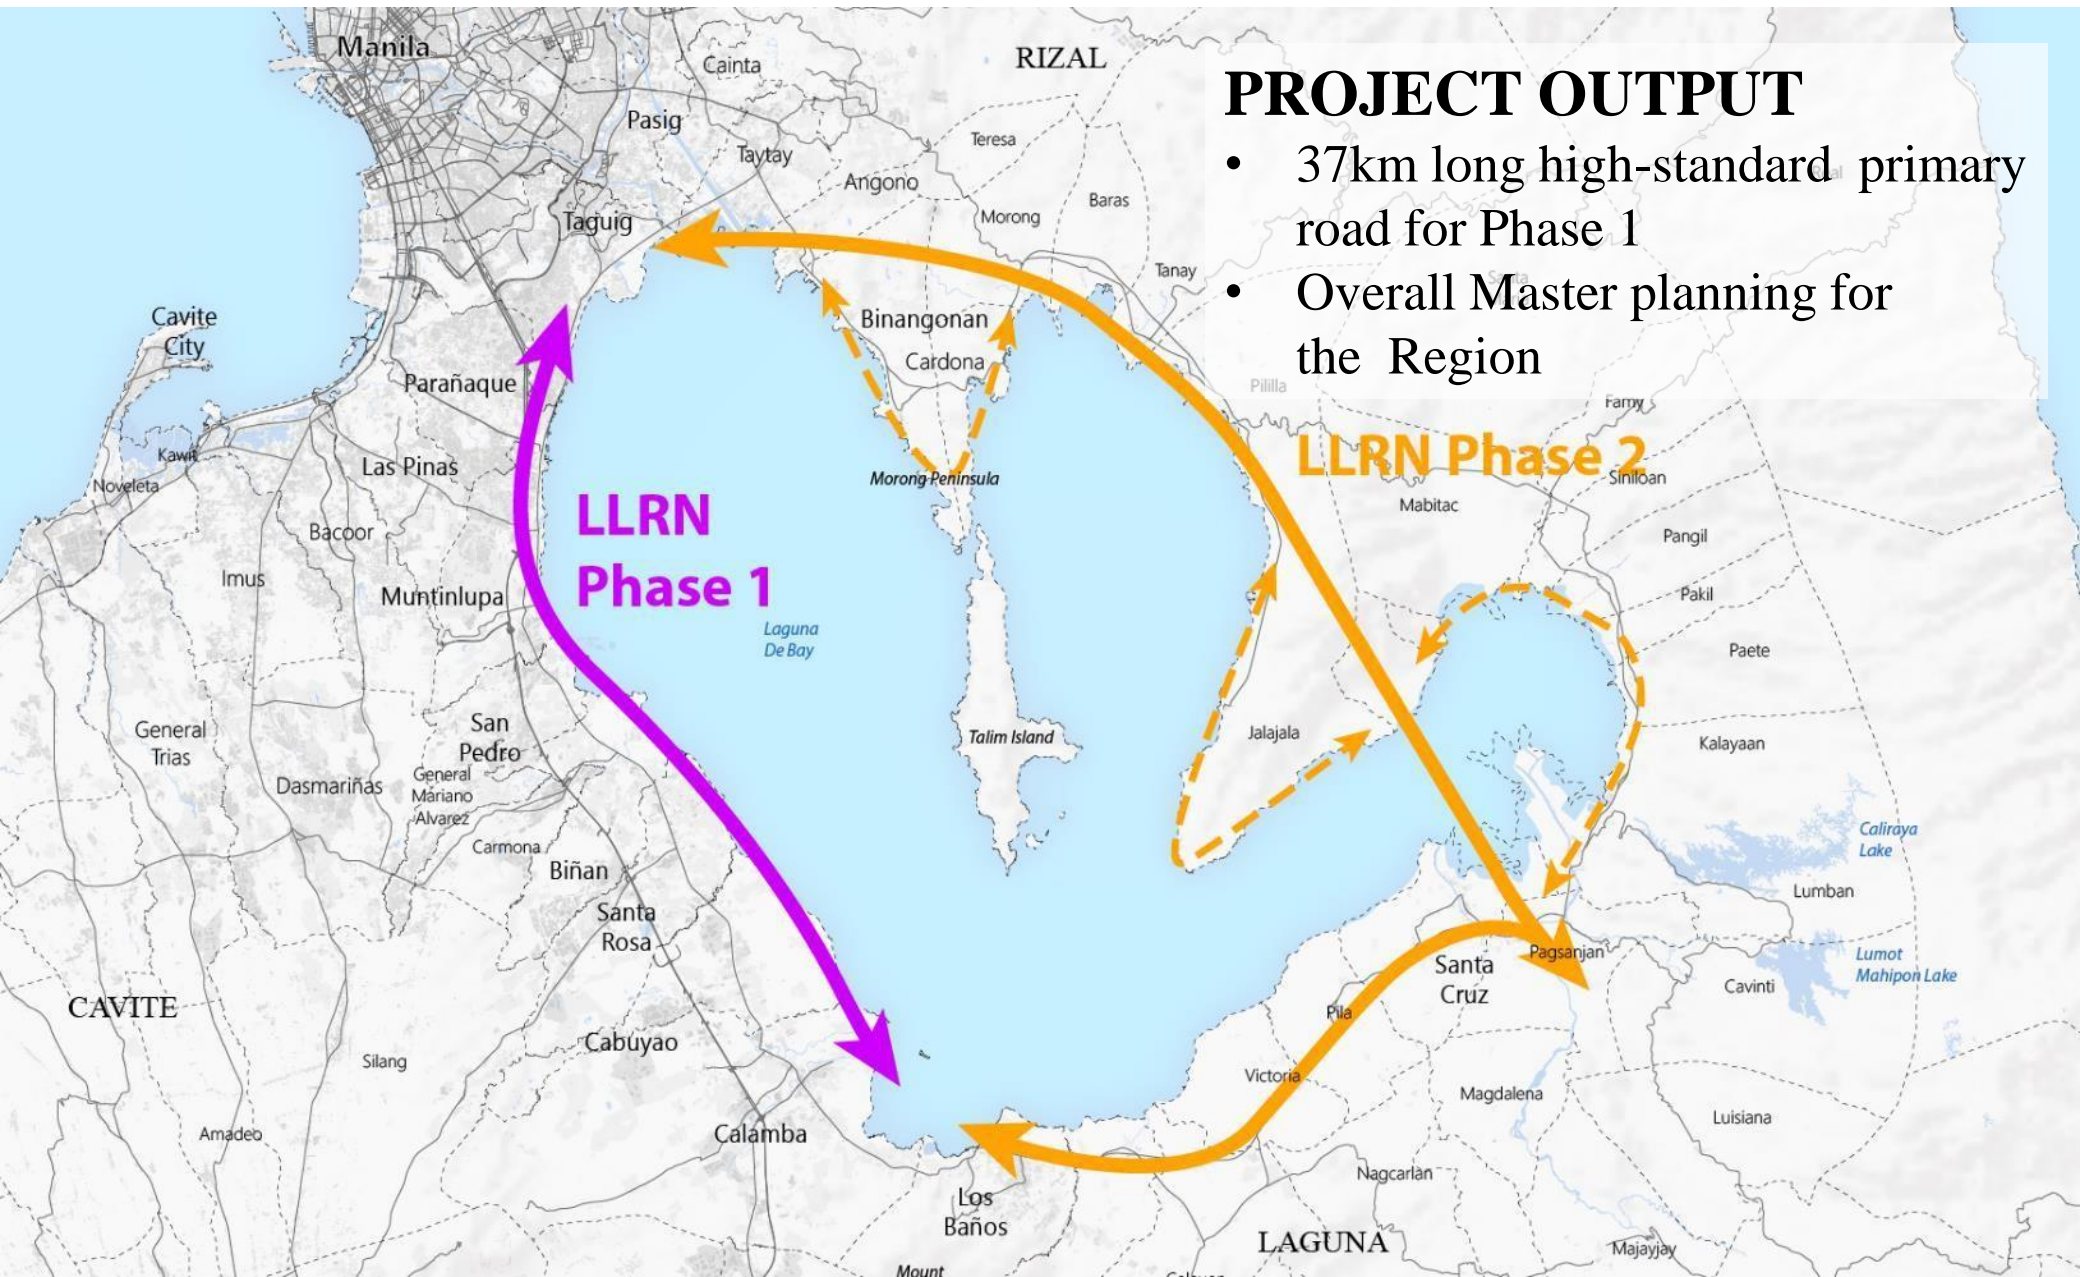 PROJECT OUTPUT
• 37km long high-standard primary
road for Phase 1
• Overall Master planning for
the Region
LLRN
Phase 1
LLRN Phase 2
RIZAL
CAVITE
LAGUNA
Manila
Cainta
Pasig
Taytay
Teresa
Angono
Baras
Morong
Taguig
Tanay
Binangonan
Cardona
Cavite
City
Parañaque
Pililla
Famy
Kawit
Las Pinas
Noveleta
Morong Peninsula
Siniloan
Mabitac
Bacoor
Pangil
Imus
Muntinlupa
Pakil
Laguna
De Bay
Paete
General
Trias
San
Pedro
Talim Island
Jalajala
Kalayaan
Dasmariñas
General
Mariano
Alvarez
Carmona
Biñan
Caliraya
Lake
Lumban
Santa
Rosa
Pagsanjan
Santa
Cruz
Lumot
Mahipon Lake
Cavinti
Pila
Cabuyao
Silang
Victoria
Magdalena
Luisiana
Amadeo
Calamba
Nagcarlan
Los
Baños
Majayjay
Mount